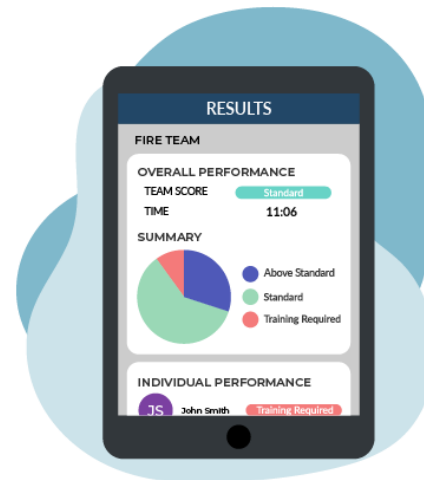 RESULTS
FIRE TEAM
OVERALL PERFORMANCE
TEAM SCORE Standard
TIME 11:06
SUMMARY
Above Standard
Standard
Training Required
INDIVIDUAL PERFORMANCE
JS John Smith Training Required